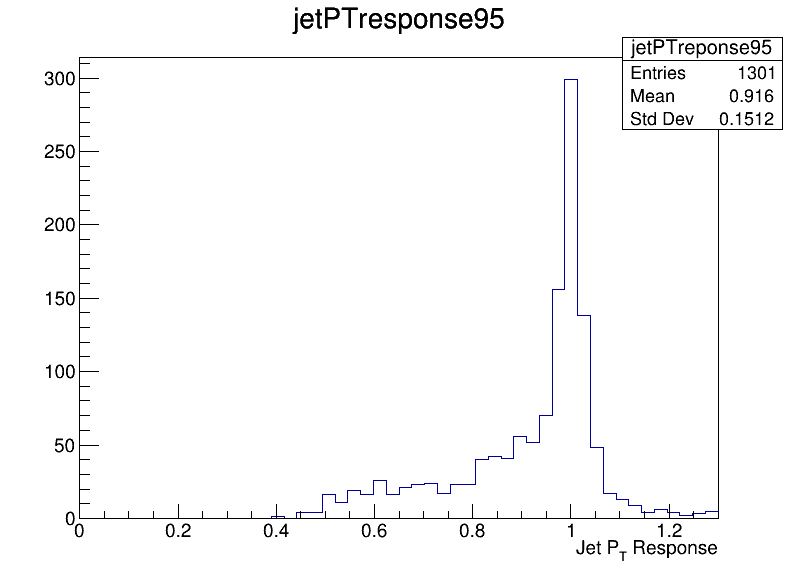 jetPTresponse95
jetPTreponse95
Entries 1301
Mean 0.916
Std Dev 0.1512
300
250
200
150
100
50
0
0 0.2 0.4 0.6 0.8 1 1.2
Jet P_T Response